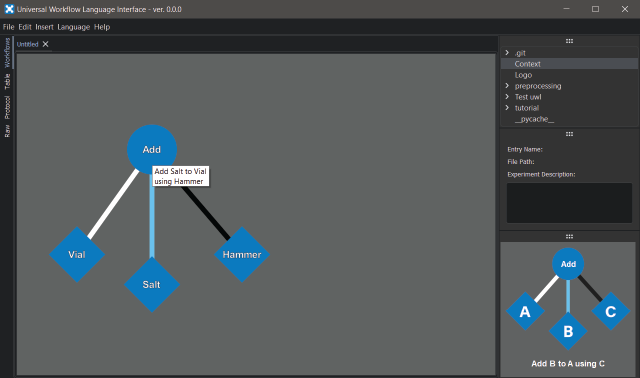 Universal Workflow Language Interface - ver. 0.0.0
File Edit Insert Language Help
Workflows
Table
Protocol
Raw
Untitled
Add
Add Salt to Vial
using Hammer
Vial
Salt
Hammer
.git
Context
Logo
preprocessing
Test uwl
tutorial
__pycache__
Entry Name:
File Path:
Experiment Description:
Add
A
B
C
Add B to A using C